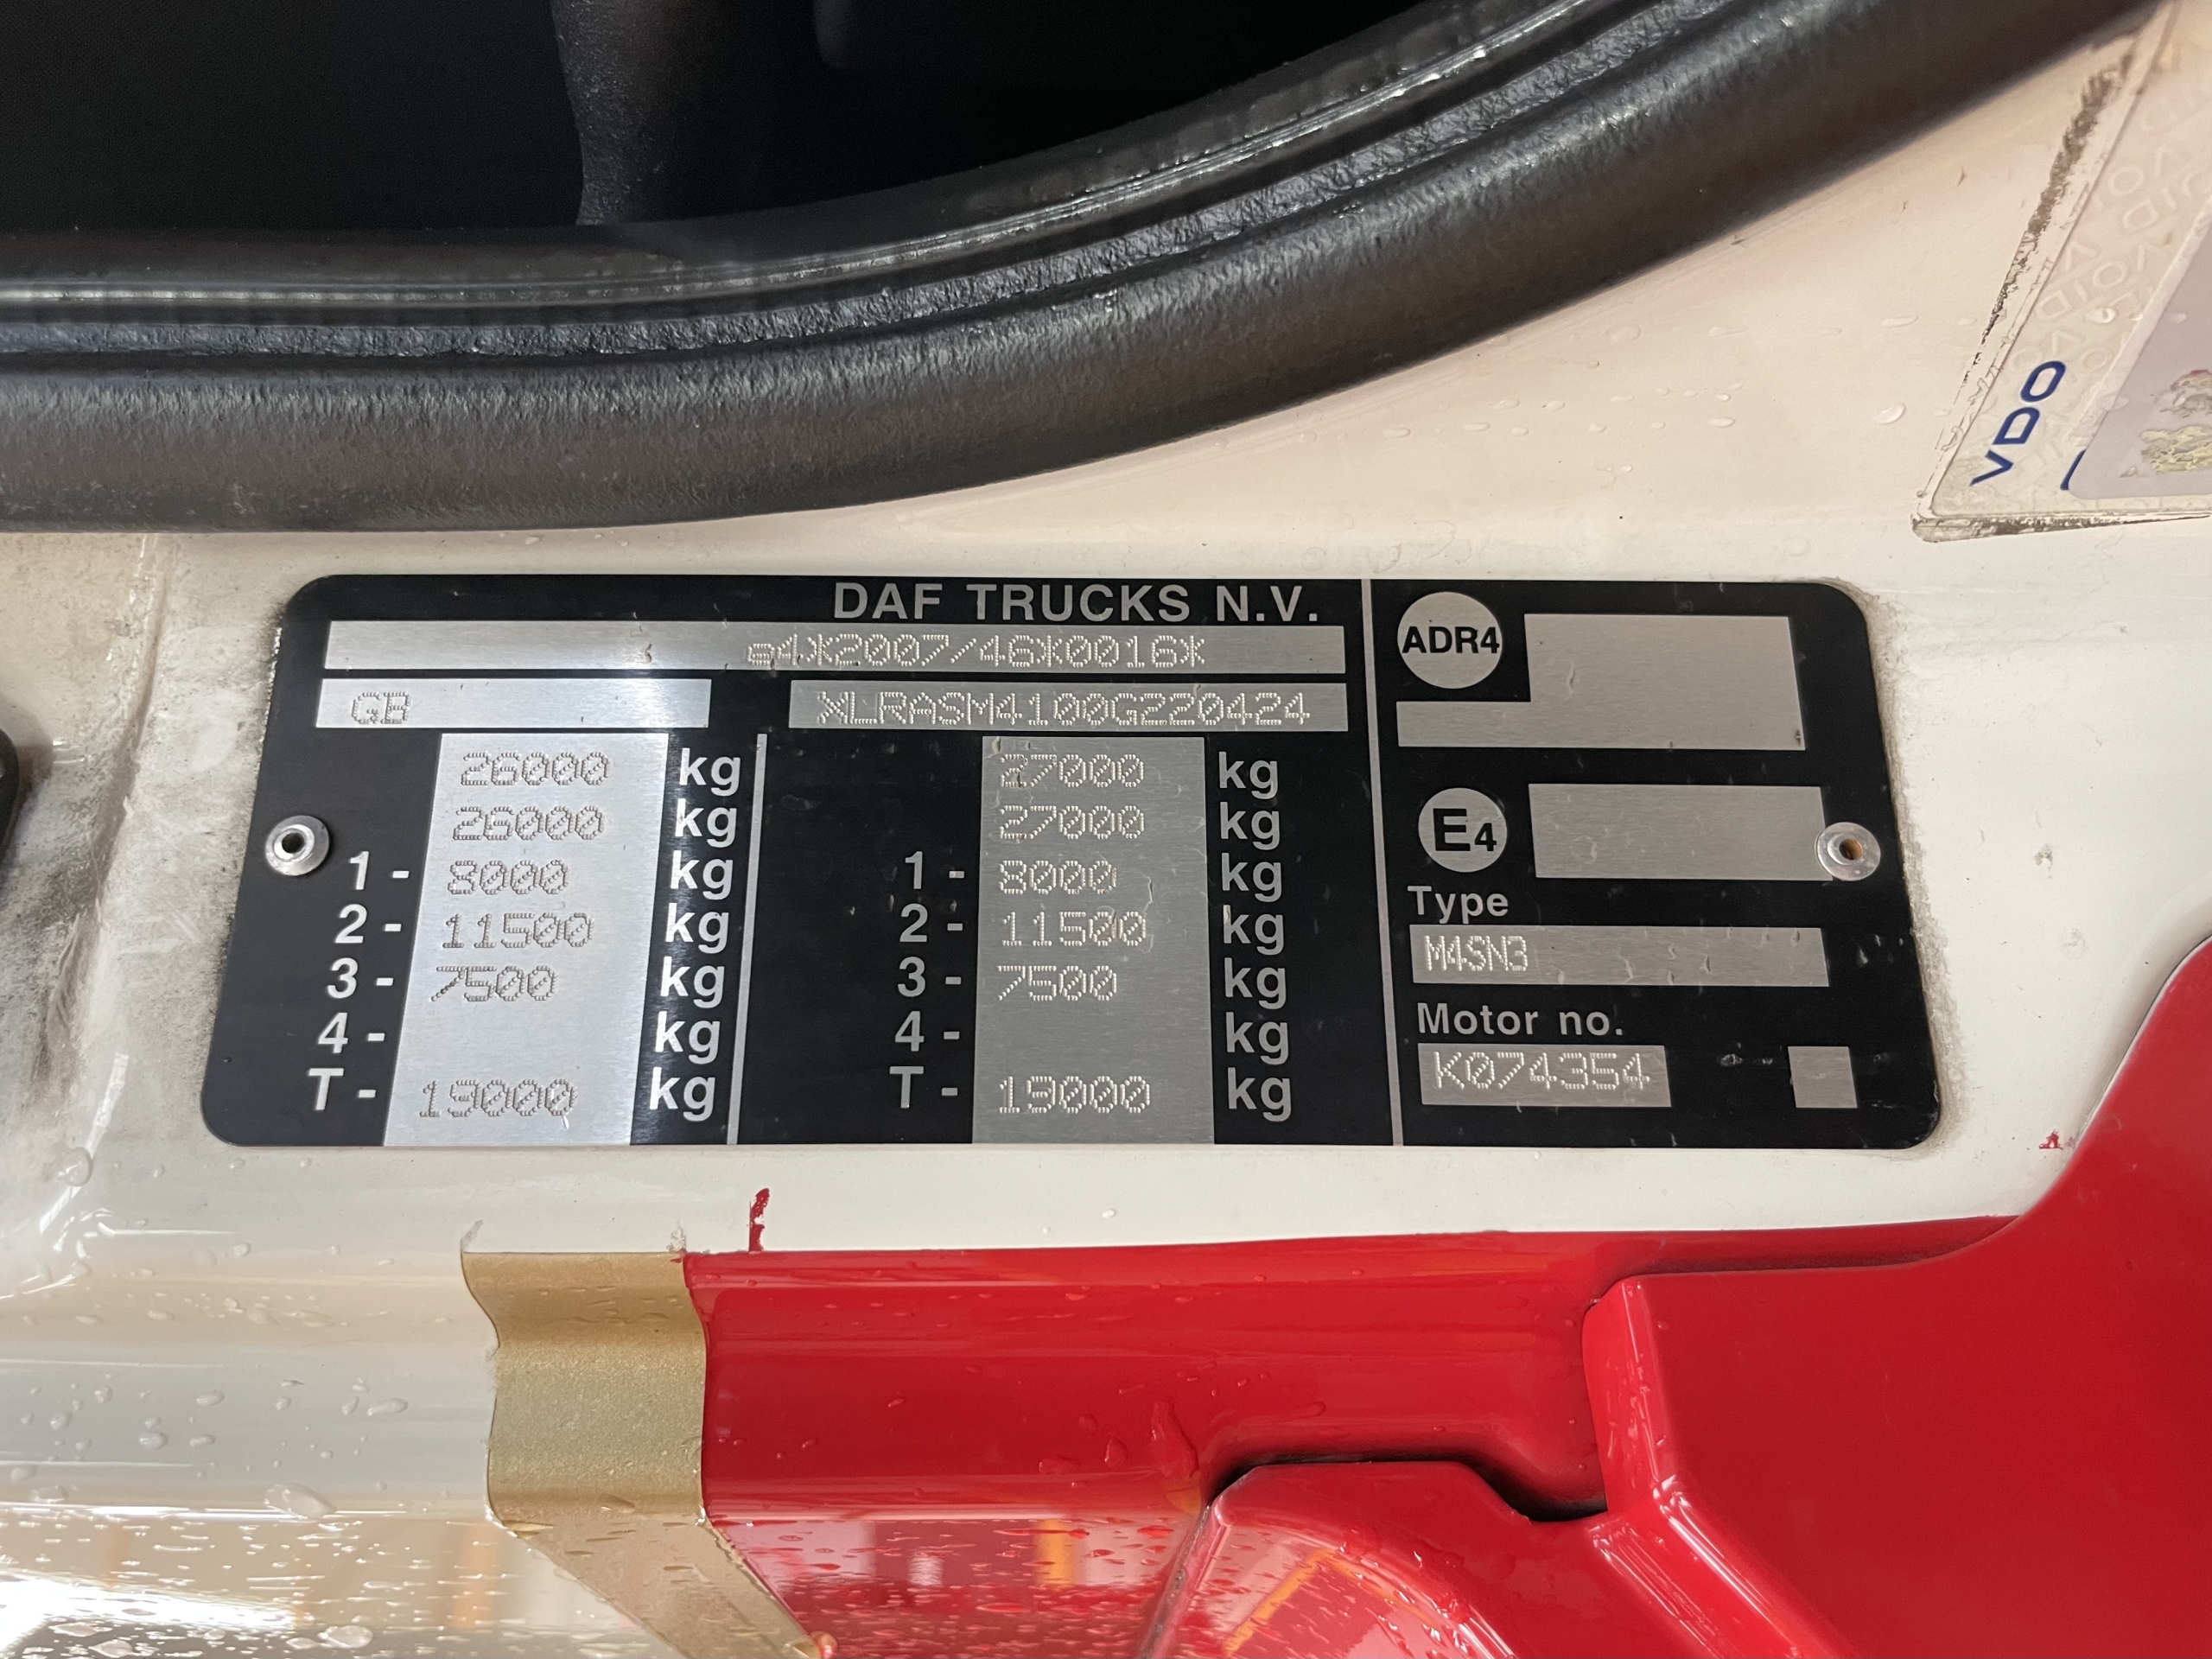 DAF TRUCKS N.V.
e4*2007/46*0016*
GB XLRASM4100G220424
26000 kg 27000 kg
26000 kg 27000 kg
1 - 8000 kg 1 - 8000 kg
2 - 11500 kg 2 - 11500 kg
3 - 7500 kg 3 - 7500 kg
4 - kg 4 - kg
T - 19000 kg T - 19000 kg
ADR4
E4
Type
M4SN3
Motor no.
K074354
VDO
VOID